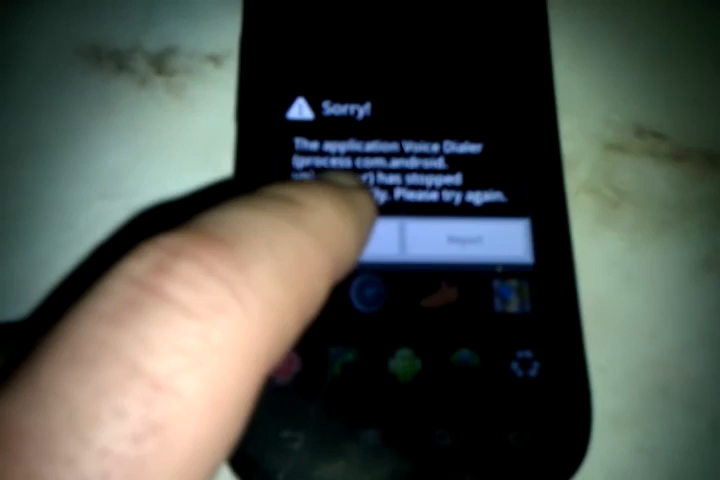 Sorry!
The application Voice Dialer
(process com.android.
has stopped
Please try again.
Report